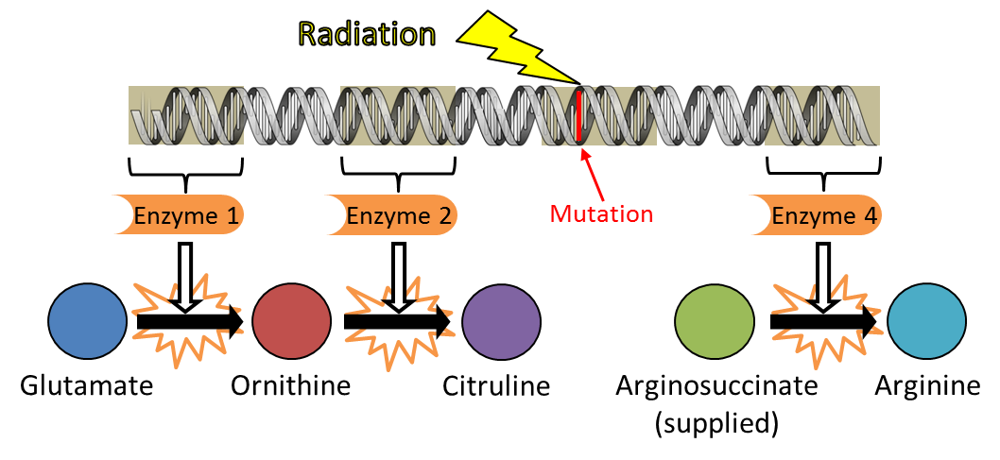 Radiation
Mutation
Enzyme 1
Enzyme 2
Enzyme 4
Glutamate
Ornithine
Citruline
Arginosuccinate
(supplied)
Arginine